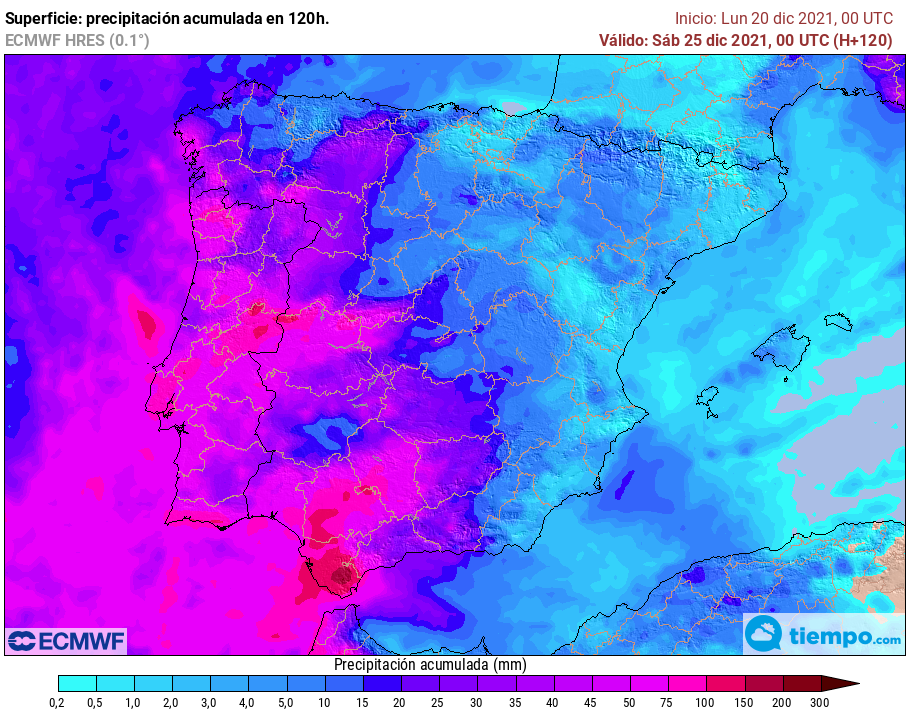 Superficie: precipitación acumulada en 120h.
Inicio: Lun 20 dic 2021, 00 UTC
ECMWF HRES (0.1°)
Válido: Sáb 25 dic 2021, 00 UTC (H+120)
ECMWF
tiempo.com
Precipitación acumulada (mm)
0,2 0,5 1,0 2,0 3,0 4,0 5,0 10 15 20 25 30 35 40 45 50 75 100 150 200 300